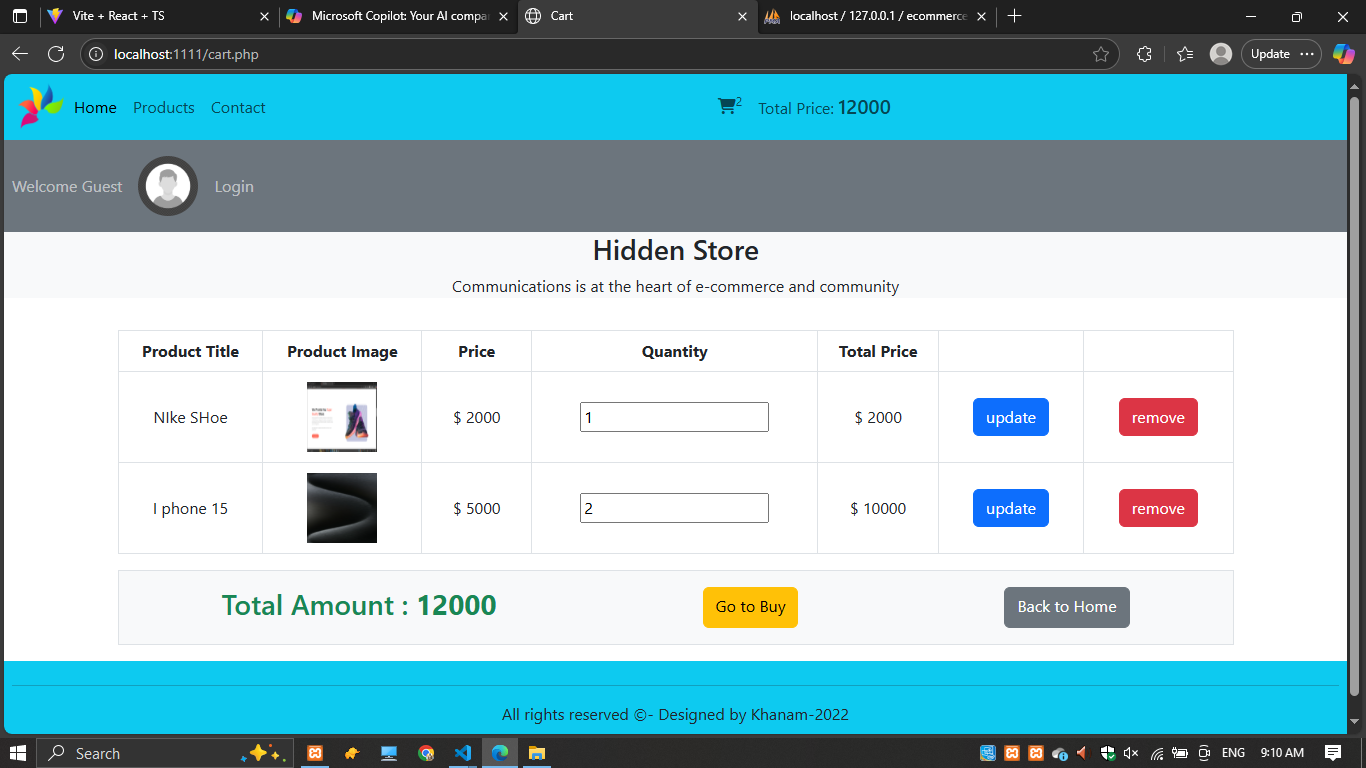 Vite + React + TS
Microsoft Copilot: Your AI compa
Cart
localhost / 127.0.0.1 / ecommerce
localhost:1111/cart.php
Update
Home Products Contact
2
Total Price: 12000
Welcome Guest
Login
Hidden Store
Communications is at the heart of e-commerce and community
Product Title Product Image Price Quantity Total Price
NIke SHoe $ 2000 1 $ 2000 update remove
I phone 15 $ 5000 2 $ 10000 update remove
Total Amount : 12000 Go to Buy Back to Home
All rights reserved ©- Designed by Khanam-2022
Search
ENG
9:10 AM